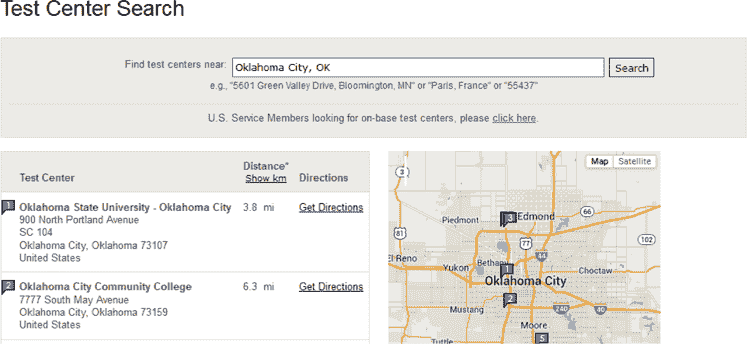 Test Center Search
Find test centers near: Oklahoma City, OK Search
e.g., "5601 Green Valley Drive, Bloomington, MN" or "Paris, France" or "55437"
U.S. Service Members looking for on-base test centers, please click here.
Test Center Distance* Show km Directions
1 Oklahoma State University - Oklahoma City 3.8 mi Get Directions
900 North Portland Avenue
SC 104
Oklahoma City, Oklahoma 73107
United States
2 Oklahoma City Community College 6.3 mi Get Directions
7777 South May Avenue
Oklahoma City, Oklahoma 73159
United States
Map Satellite
3
Piedmont 3 Edmond 66
81 77 102
El Reno Yukon Bethany 44 Choctaw
1
Oklahoma City
2 40 240
Mustang
Moore
5